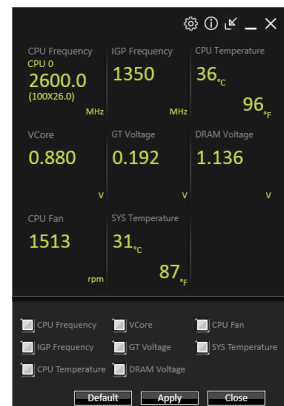 CPU Frequency IGP Frequency CPU Temperature
CPU 0
2600.0 1350 36 °C
(100X26.0)
MHz MHz 96 °F
VCore GT Voltage DRAM Voltage
0.880 0.192 1.136
V V V
CPU Fan SYS Temperature
1513 31 °C
rpm 87 °F
CPU Frequency VCore CPU Fan
IGP Frequency GT Voltage SYS Temperature
CPU Temperature DRAM Voltage
Default Apply Close